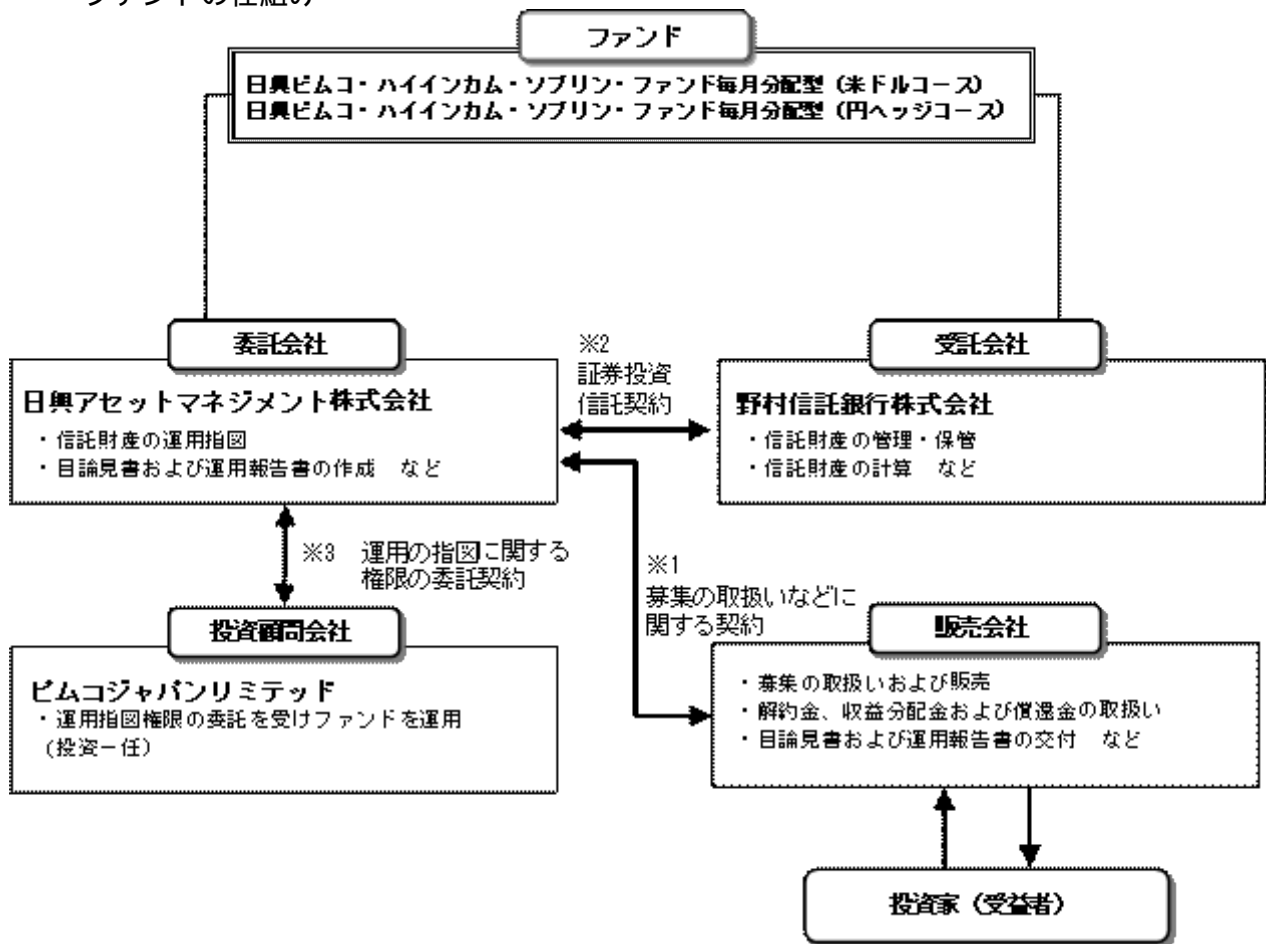 ファンドの仕組み
ファンド
日興ピムコ・ハイインカム・ソブリン・ファンド毎月分配型（米ドルコース）
日興ピムコ・ハイインカム・ソブリン・ファンド毎月分配型（円ヘッジコース）
委託会社
日興アセットマネジメント株式会社
・信託財産の運用指図
・目論見書および運用報告書の作成　など
※2
証券投資
信託契約
受託会社
野村信託銀行株式会社
・信託財産の管理・保管
・信託財産の計算　など
※3　運用の指図に関する
権限の委託契約
※1
募集の取扱いなどに
関する契約
投資顧問会社
ピムコジャパンリミテッド
・運用指図権限の委託を受けファンドを運用
(投資一任）
販売会社
・募集の取扱いおよび販売
・解約金、収益分配金および償還金の取扱い
・目論見書および運用報告書の交付　など
投資家（受益者）